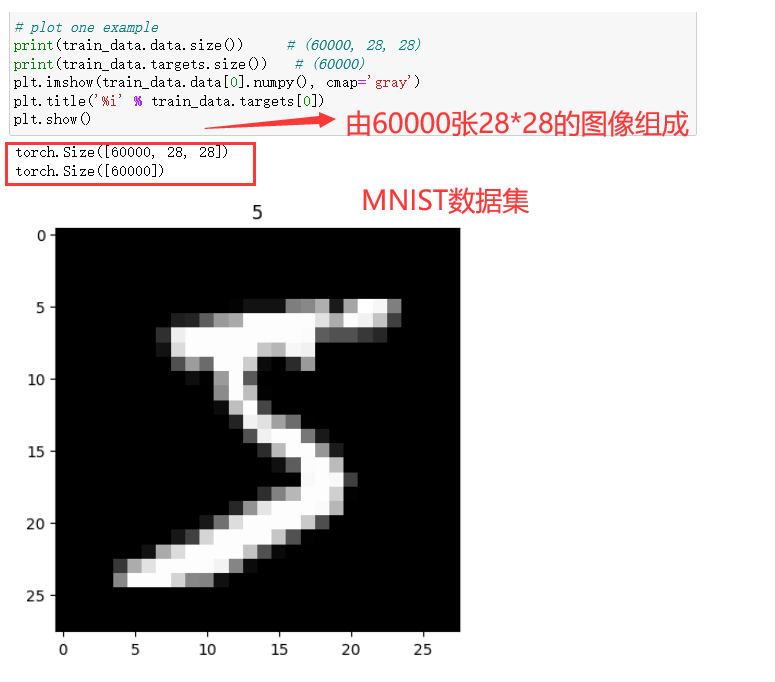 # plot one example
print(train_data.data.size())     # (60000, 28, 28)
print(train_data.targets.size())   # (60000)
plt.imshow(train_data.data[0].numpy(), cmap='gray')
plt.title('%i' % train_data.targets[0])
plt.show()
由60000张28*28的图像组成
torch.Size([60000, 28, 28])
torch.Size([60000])
MNIST数据集
5
0
5
10
15
20
25
0 5 10 15 20 25